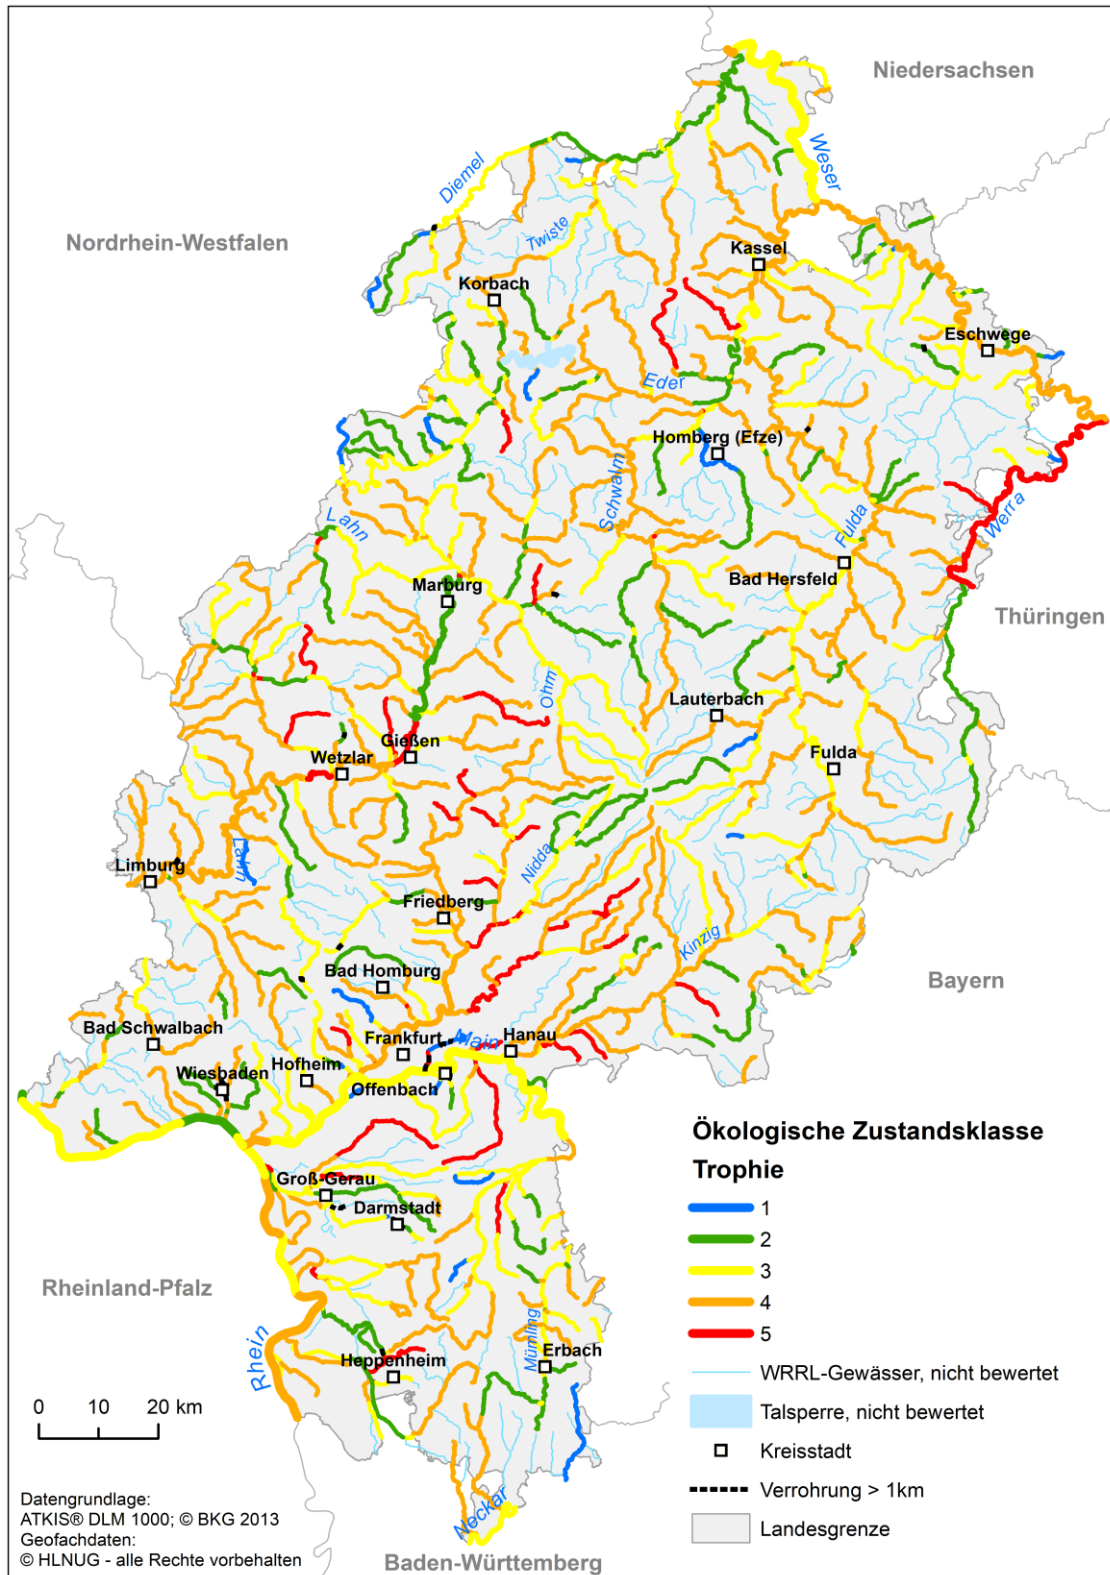 Niedersachsen
Weser
Diemel
Nordrhein-Westfalen
Twiste
Kassel
Korbach
Eschwege
Eder
Homberg (Efze)
Schwalm
Werra
Lahn
Fulda
Bad Hersfeld
Marburg
Thüringen
Ohm
Lauterbach
Gießen
Wetzlar
Fulda
Lahn
Limburg
Nidda
Friedberg
Kinzig
Bad Homburg
Bayern
Bad Schwalbach
Frankfurt
Main
Hanau
Hofheim
Wiesbaden
Offenbach
Groß-Gerau
Darmstadt
Rheinland-Pfalz
Rhein
Mümling
Erbach
Heppenheim
Neckar
Baden-Württemberg
Ökologische Zustandsklasse
Trophie
1
2
3
4
5
WRRL-Gewässer, nicht bewertet
Talsperre, nicht bewertet
Kreisstadt
Verrohrung > 1km
Landesgrenze
0 10 20 km
Datengrundlage:
ATKIS® DLM 1000; © BKG 2013
Geofachdaten:
© HLNUG - alle Rechte vorbehalten